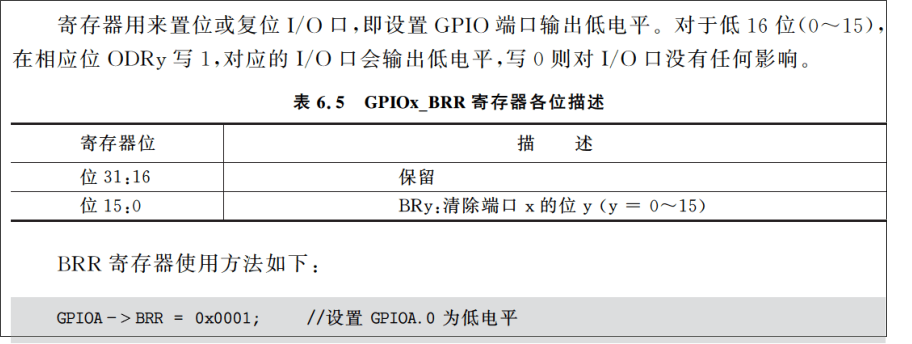 寄存器用来置位或复位 I/O 口,即设置 GPIO 端口输出低电平。对于低 16 位(0～15),
在相应位 ODRy 写 1,对应的 I/O 口会输出低电平,写 0 则对 I/O 口没有任何影响。
表 6.5 GPIOx_BRR 寄存器各位描述
寄存器位 描 述
位 31:16 保留
位 15:0 BRy:清除端口 x 的位 y (y = 0～15)
BRR 寄存器使用方法如下:
GPIOA->BRR = 0x0001; //设置 GPIOA.0 为低电平